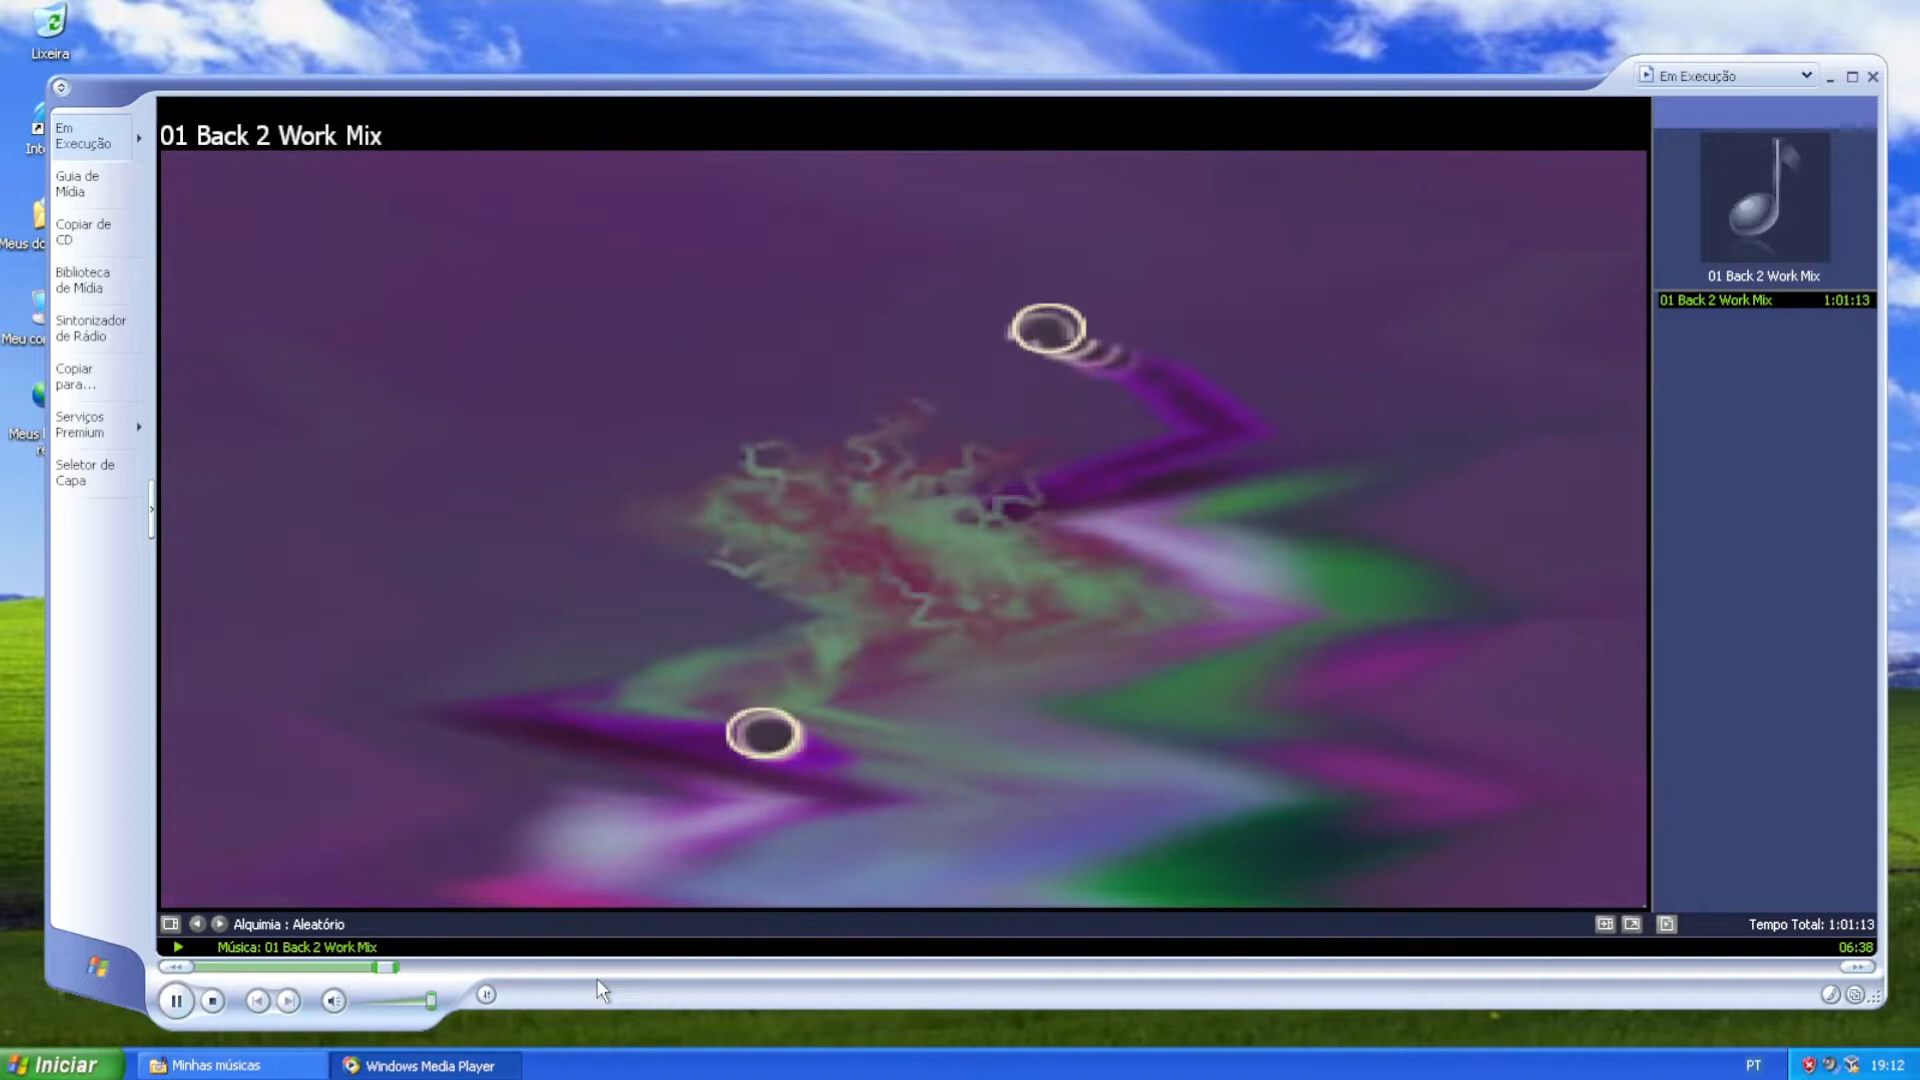 Lixeira
Em Execução
Em
Execução
01 Back 2 Work Mix
Guia de
Mídia
Copiar de
CD
Biblioteca
de Mídia
Sintonizador
de Rádio
Copiar
para...
Serviços
Premium
Seletor de
Capa
Meus
Meus
01 Back 2 Work Mix
01 Back 2 Work Mix 1:01:13
Alquimia : Aleatório
Tempo Total: 1:01:13
Música: 01 Back 2 Work Mix
06:38
Iniciar
Minhas músicas
Windows Media Player
PT
19:12